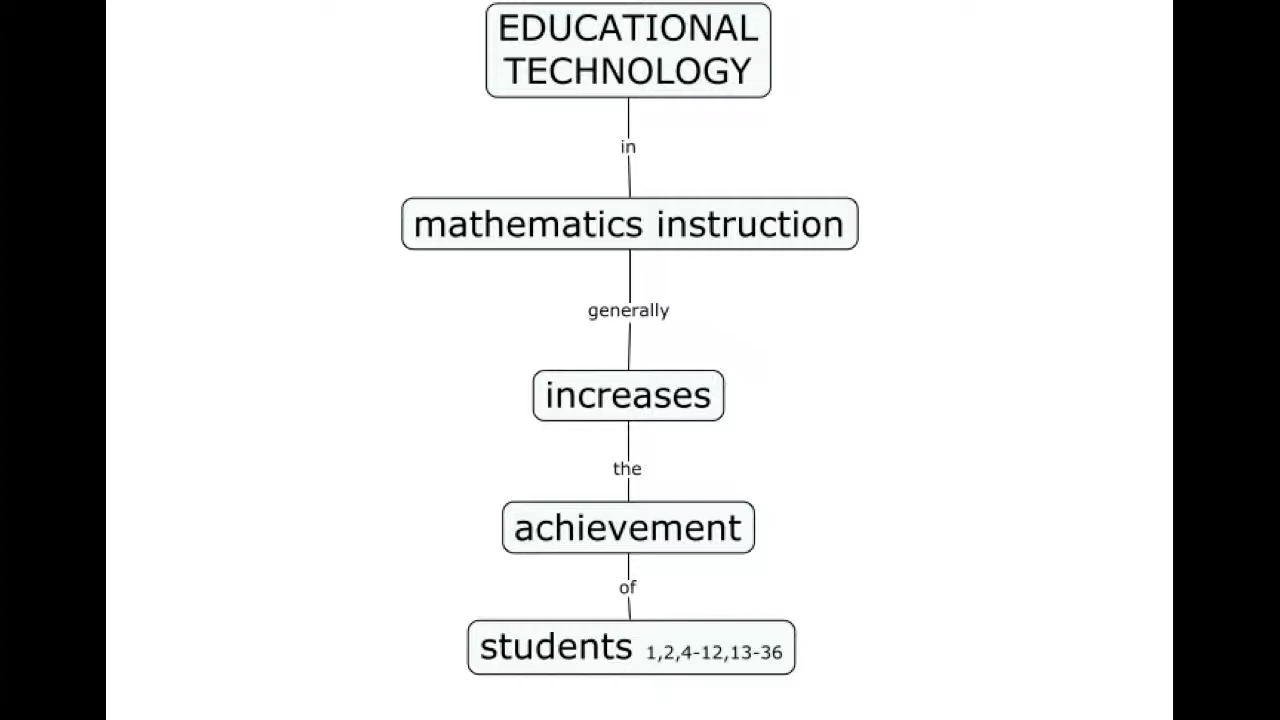 EDUCATIONAL
TECHNOLOGY
in
mathematics instruction
generally
increases
the
achievement
of
students 1,2,4-12,13-36